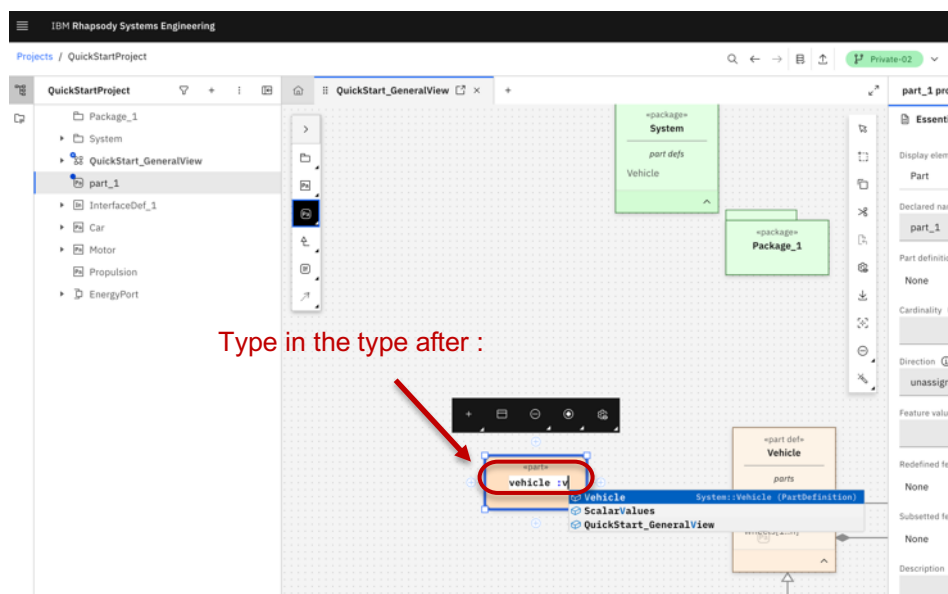 IBM Rhapsody Systems Engineering
Projects / QuickStartProject
Private-02
QuickStartProject
QuickStart_GeneralView
part_1 pro
Package_1
System
QuickStart_GeneralView
part_1
InterfaceDef_1
Car
Motor
Propulsion
EnergyPort
«package»
System
part defs
Vehicle
«package»
Package_1
Essenti
Display elem
Part
Declared nam
part_1
Part definitio
None
Cardinality
Direction
unassign
Feature valu
Redefined fe
None
Subsetted fe
None
Description
Type in the type after :
«part»
vehicle :v
Vehicle System::Vehicle (PartDefinition)
ScalarValues
QuickStart_GeneralView
«part def»
Vehicle
parts